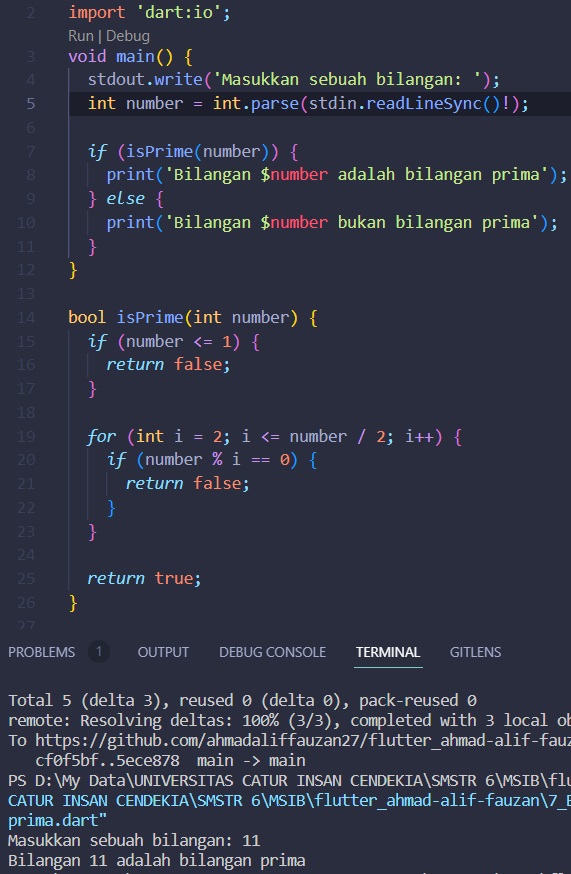 2 import 'dart:io';
Run | Debug
3 void main() {
4 stdout.write('Masukkan sebuah bilangan: ');
5 int number = int.parse(stdin.readLineSync()!);
6
7 if (isPrime(number)) {
8 print('Bilangan $number adalah bilangan prima');
9 } else {
10 print('Bilangan $number bukan bilangan prima');
11 }
12 }
13
14 bool isPrime(int number) {
15 if (number <= 1) {
16 return false;
17 }
18
19 for (int i = 2; i <= number / 2; i++) {
20 if (number % i == 0) {
21 return false;
22 }
23 }
24
25 return true;
26 }
27
PROBLEMS 1 OUTPUT DEBUG CONSOLE TERMINAL GITLENS
Total 5 (delta 3), reused 0 (delta 0), pack-reused 0
remote: Resolving deltas: 100% (3/3), completed with 3 local ob
To https://github.com/ahmadaliffauzan27/flutter_ahmad-alif-fauz
cf0f5bf..5ece878 main -> main
PS D:\My Data\UNIVERSITAS CATUR INSAN CENDEKIA\SMSTR 6\MSIB\flu
CATUR INSAN CENDEKIA\SMSTR 6\MSIB\flutter_ahmad-alif-fauzan\7_B
prima.dart"
Masukkan sebuah bilangan: 11
Bilangan 11 adalah bilangan prima